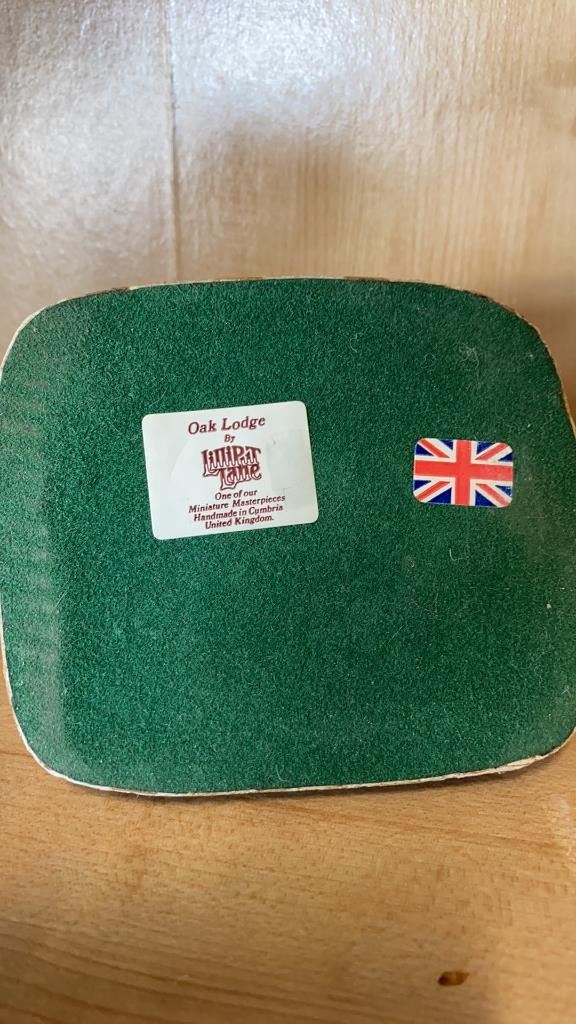 Oak Lodge
By
LilliPuT
Lane
One of our
Miniature Masterpieces
Handmade in Cumbria
United Kingdom.